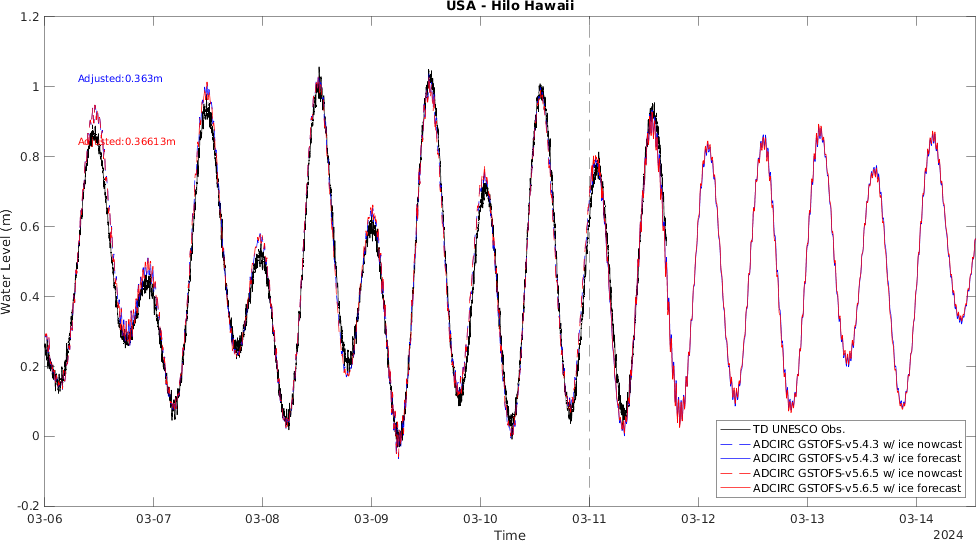 USA - Hilo Hawaii
1.2
1
0.8
0.6
0.4
0.2
0
-0.2
Water Level (m)
Adjusted:0.363m
Adjusted:0.36613m
TD UNESCO Obs.
ADCIRC GSTOFS-v5.4.3 w/ ice nowcast
ADCIRC GSTOFS-v5.4.3 w/ ice forecast
ADCIRC GSTOFS-v5.6.5 w/ ice nowcast
ADCIRC GSTOFS-v5.6.5 w/ ice forecast
03-06 03-07 03-08 03-09 03-10 03-11 03-12 03-13 03-14
Time
2024